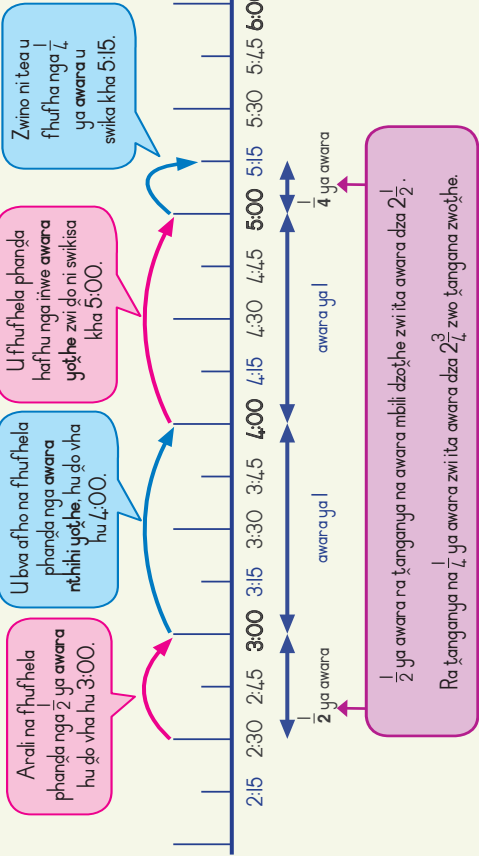 Arali na fhufhela
phanḓa nga 1/2 ya awara
hu ḓo vha hu 3:00.
U bva afho na fhufhela
phanḓa nga awara
nthihi yoṱhe, hu ḓo vha
hu 4:00.
U fhufhela phanḓa
hafhu nga iṅwe awara
yoṱhe zwi ḓo ni swikisa
kha 5:00.
Zwino ni tea u
fhufha nga 1/4
ya awara u
swika kha 5:15.
2:15 2:30 2:45 3:00 3:15 3:30 3:45 4:00 4:15 4:30 4:45 5:00 5:15 5:30 5:45 6:00
1/2 ya awara
awara ya 1
awara ya 1
1/4 ya awara
1/2 ya awara ra ṱanganya na awara mbili dzoṱhe zwi ita awara dza 2 1/2.
Ra ṱanganya na 1/4 ya awara zwi ita awara dza 2 3/4 zwo ṱangana zwoṱhe.